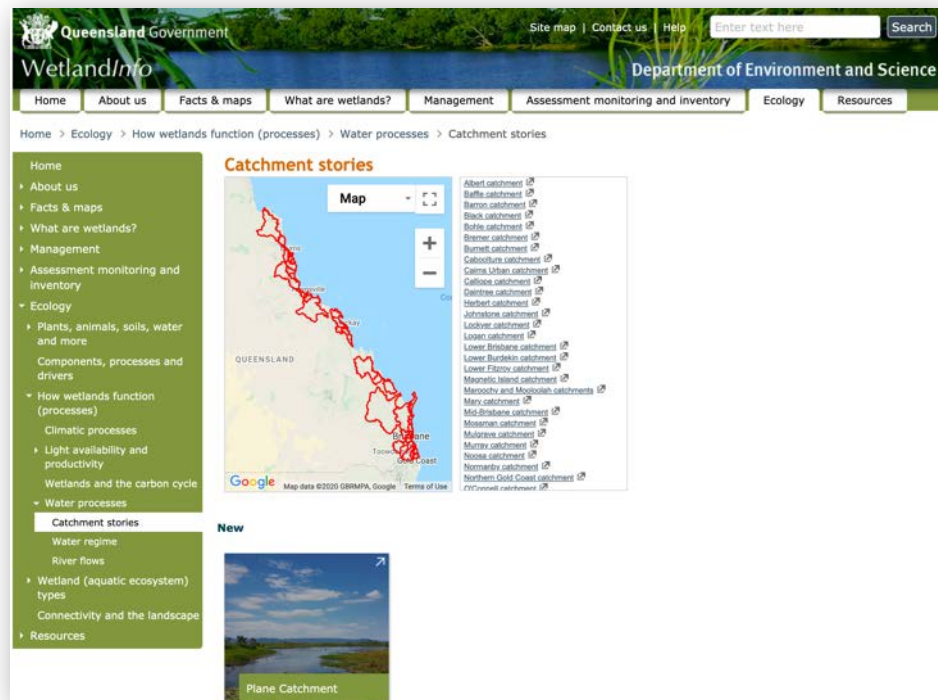 Queensland Government
Site map | Contact us | Help
Enter text here
Search
WetlandInfo
Department of Environment and Science
Home
About us
Facts & maps
What are wetlands?
Management
Assessment monitoring and inventory
Ecology
Resources
Home > Ecology > How wetlands function (processes) > Water processes > Catchment stories
Home
About us
Facts & maps
What are wetlands?
Management
Assessment monitoring and
inventory
Ecology
Plants, animals, soils, water
and more
Components, processes and
drivers
How wetlands function
(processes)
Climatic processes
Light availability and
productivity
Wetlands and the carbon cycle
Water processes
Catchment stories
Water regime
River flows
Wetland (aquatic ecosystem)
types
Connectivity and the landscape
Resources
Catchment stories
Map
+
−
QUEENSLAND
Brisbane
Gold Coast
Google
Map data ©2020 GBRMPA, Google
Terms of Use
Albert catchment
Baffle catchment
Barron catchment
Black catchment
Bohle catchment
Bremer catchment
Burnett catchment
Caboolture catchment
Cairns Urban catchment
Calliope catchment
Daintree catchment
Herbert catchment
Johnstone catchment
Lockyer catchment
Logan catchment
Lower Brisbane catchment
Lower Burdekin catchment
Lower Fitzroy catchment
Magnetic Island catchment
Maroochy and Mooloolah catchments
Mary catchment
Mid-Brisbane catchment
Mossman catchment
Mulgrave catchment
Murray catchment
Noosa catchment
Normanby catchment
Northern Gold Coast catchment
O'Connell catchment
New
Plane Catchment